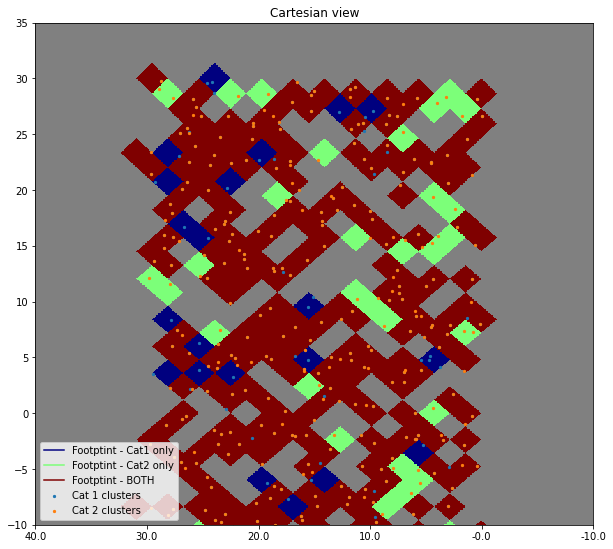 Cartesian view
35
30
25
20
15
10
5
0
−5
−10
40.0 30.0 20.0 10.0 -0.0 -10.0
Footptint - Cat1 only
Footptint - Cat2 only
Footptint - BOTH
Cat 1 clusters
Cat 2 clusters